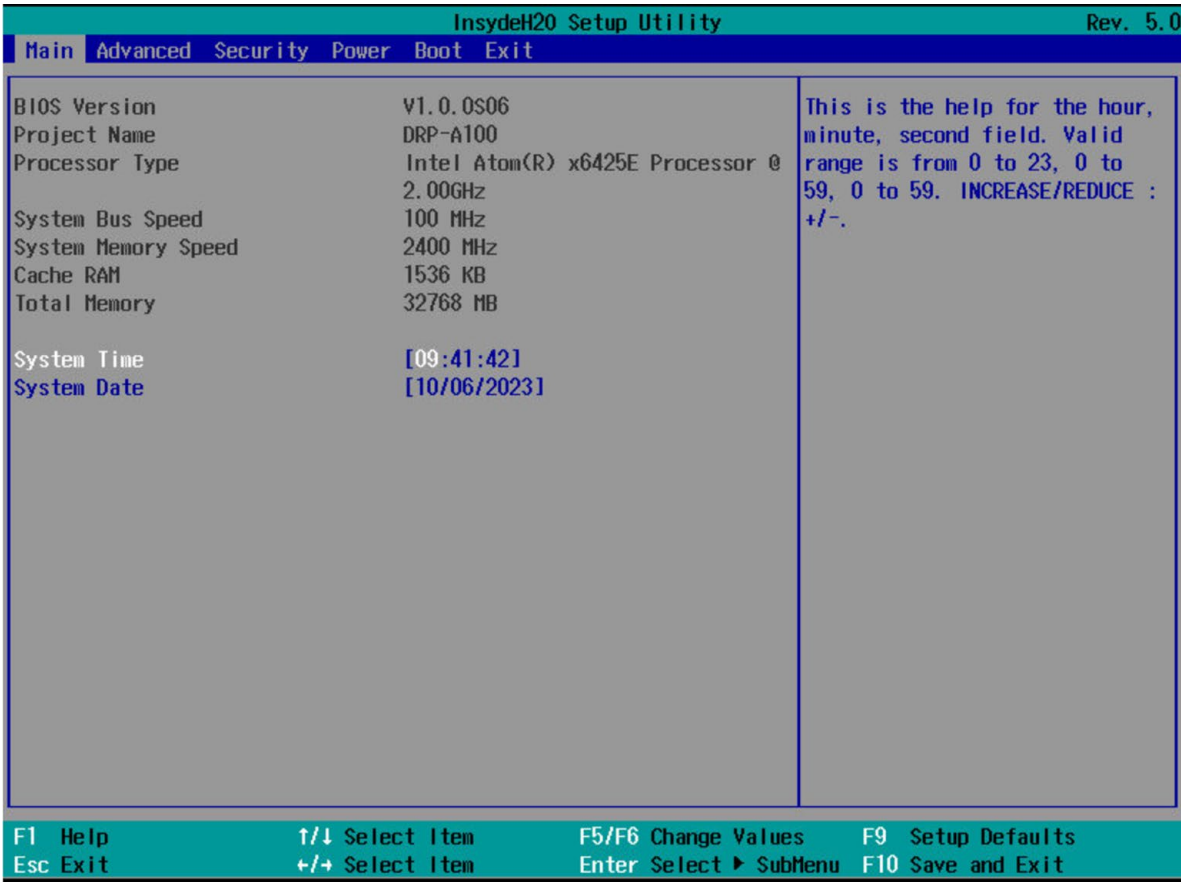 InsydeH20 Setup Utility Rev. 5.0
Main Advanced Security Power Boot Exit
BIOS Version V1.0.0S06
Project Name DRP-A100
Processor Type Intel Atom(R) x6425E Processor @
2.00GHz
System Bus Speed 100 MHz
System Memory Speed 2400 MHz
Cache RAM 1536 KB
Total Memory 32768 MB
System Time [09:41:42]
System Date [10/06/2023]
This is the help for the hour,
minute, second field. Valid
range is from 0 to 23, 0 to
59, 0 to 59. INCREASE/REDUCE :
+/-.
F1 Help ↑/↓ Select Item F5/F6 Change Values F9 Setup Defaults
Esc Exit ←/→ Select Item Enter Select ▶ SubMenu F10 Save and Exit